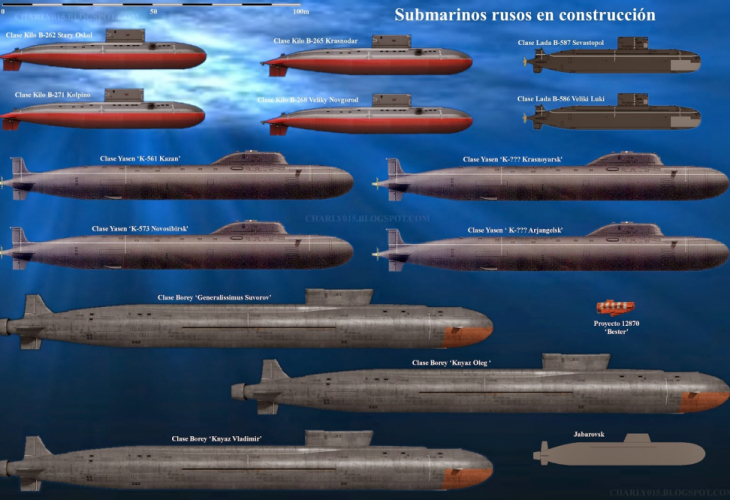 0 50 100m
CHARLY015.BLOGSPOT.COM
Submarinos rusos en construcción
Clase Kilo B-262 Stary Oskol
Clase Kilo B-265 Krasnodar
Clase Lada B-587 Sevastopol
Clase Kilo B-271 Kolpino
Clase Kilo B-268 Veliky Novgorod
Clase Lada B-586 Veliki Luki
Clase Yasen 'K-561 Kazan'
Clase Yasen 'K-??? Krasnoyarsk'
CHARLY015.BLOGSPOT.COM
Clase Yasen 'K-573 Novosibirsk'
Clase Yasen ' K-??? Arjangelsk'
Clase Borey 'Generalissimus Suvorov'
Proyecto 12870
'Bester'
Clase Borey 'Knyaz Oleg '
Clase Borey 'Knyaz Vladimir'
Jabarovsk
CHARLY015.BLOGSPOT.COM